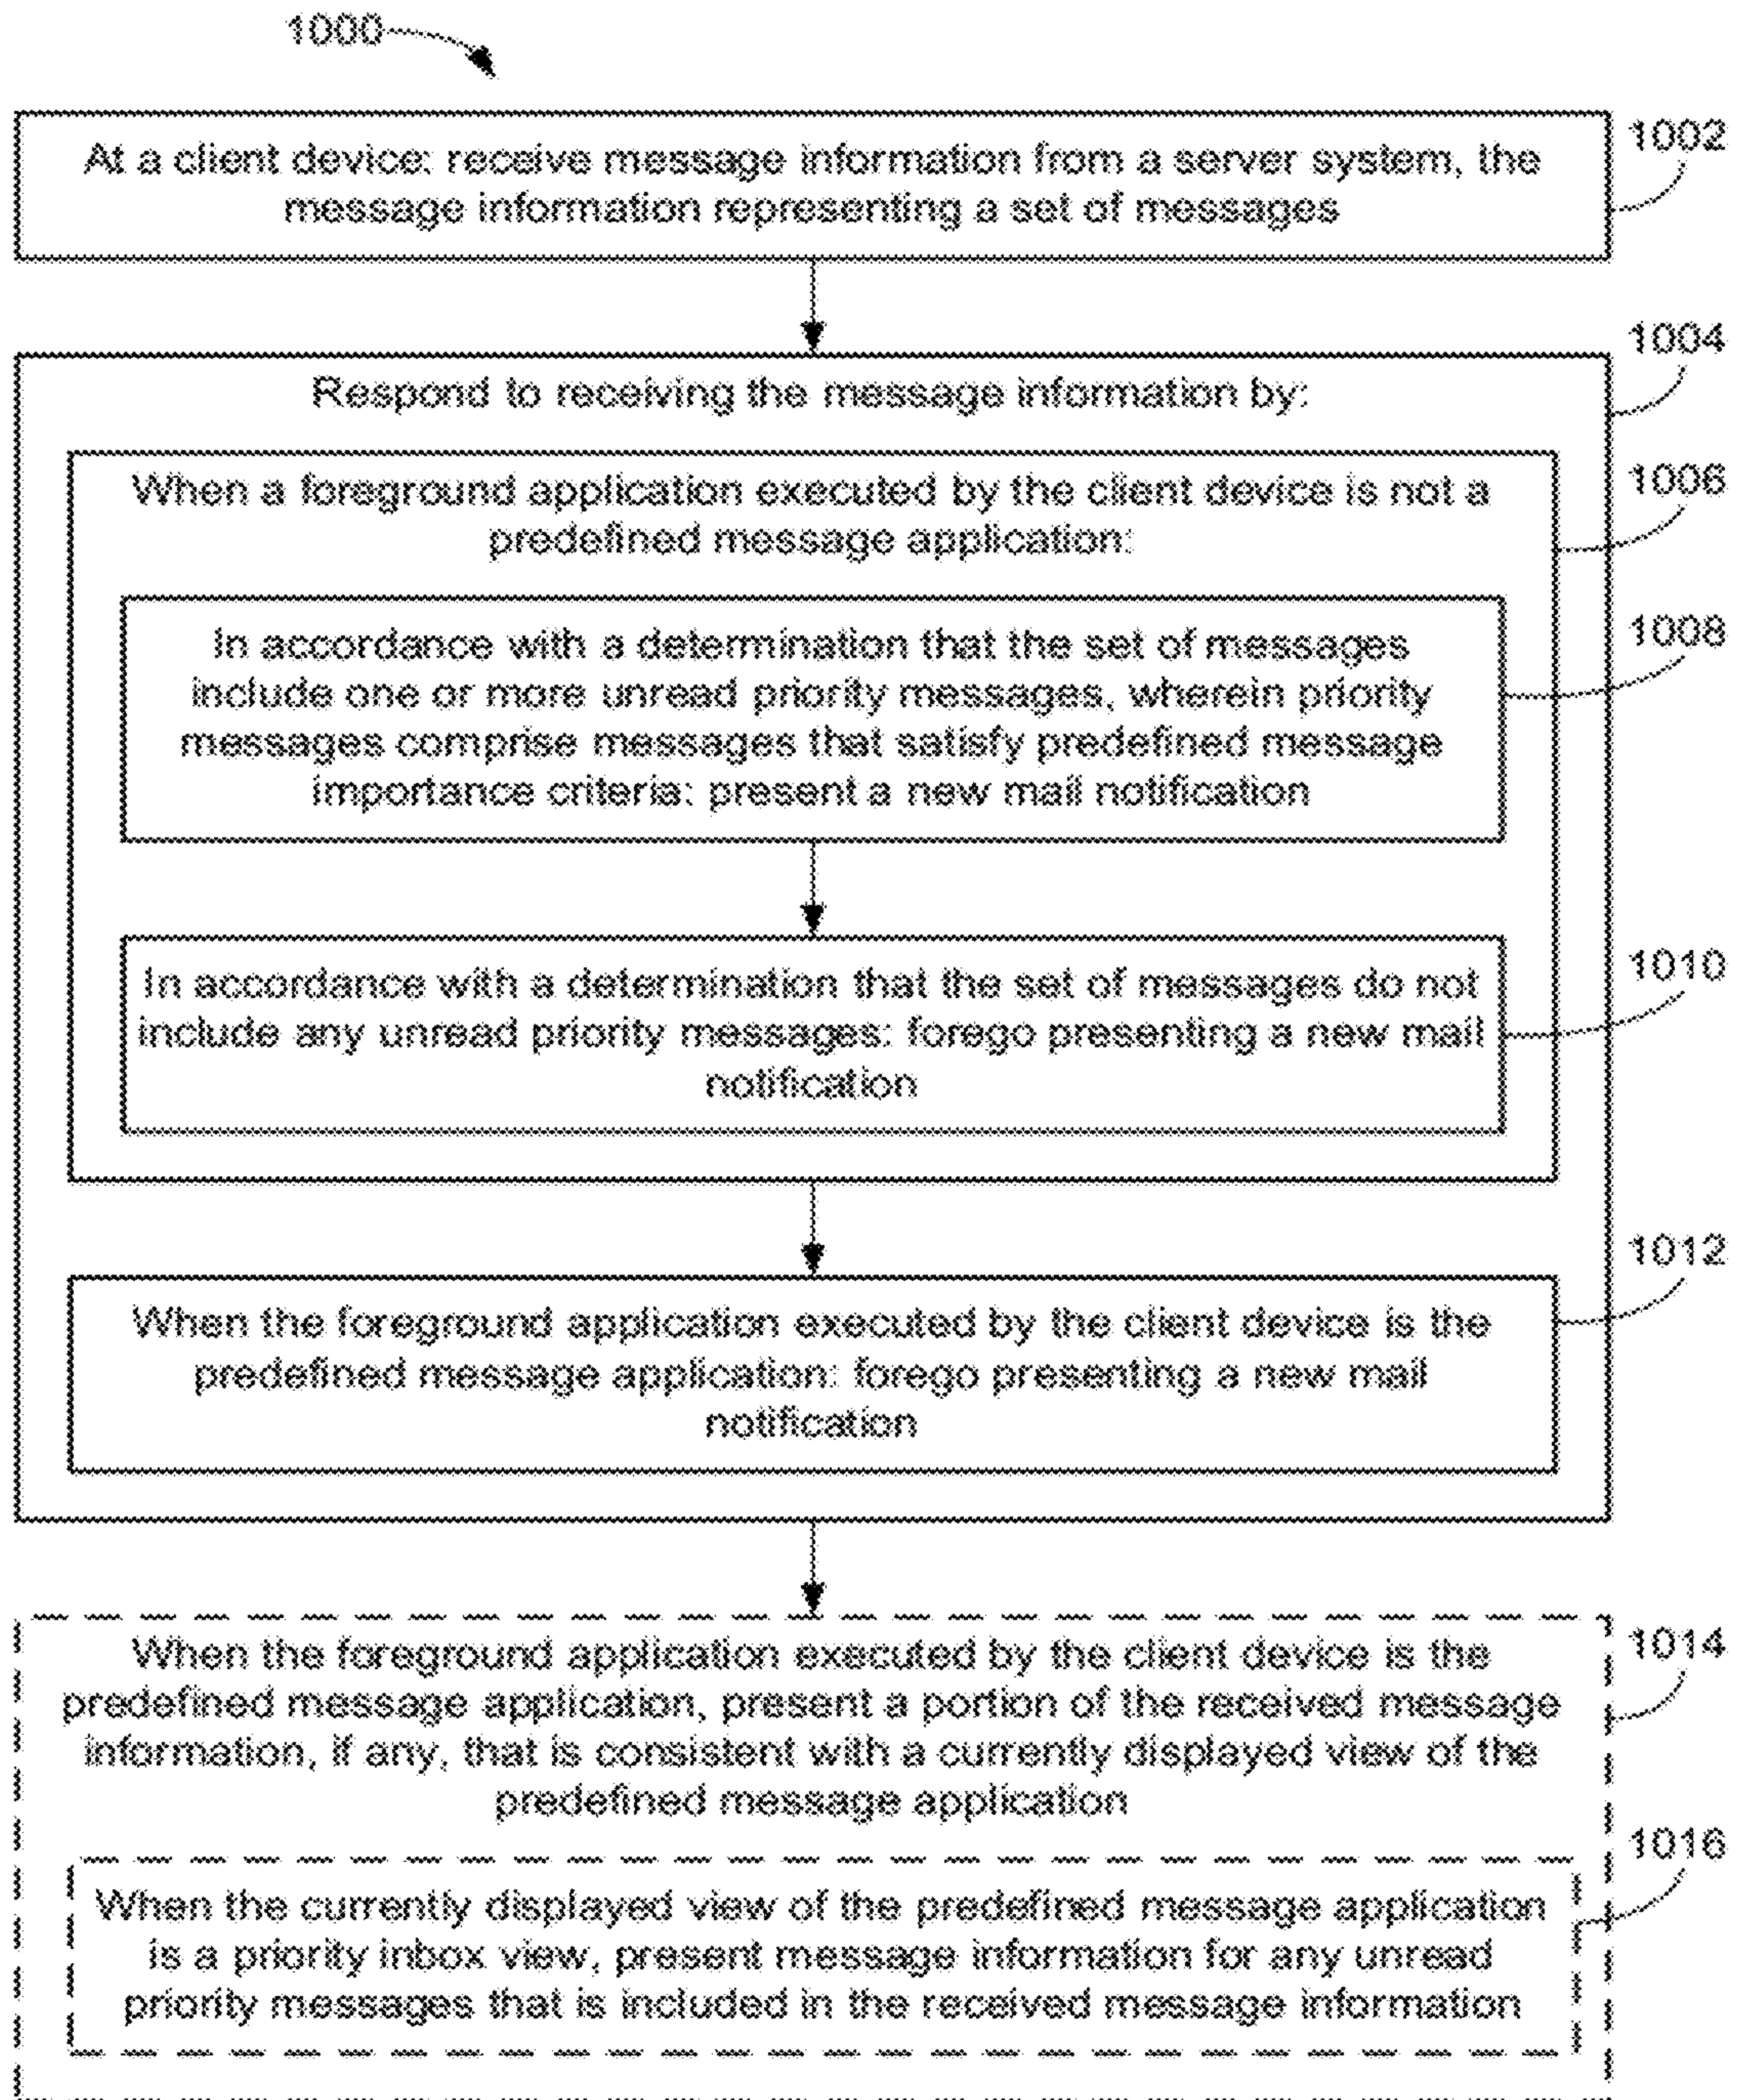 1000
At a client device: receive message information from a server system, the
message information representing a set of messages
1002
Respond to receiving the message information by:
1004
When a foreground application executed by the client device is not a
predefined message application:
1006
In accordance with a determination that the set of messages
include one or more unread priority messages, wherein priority
messages comprise messages that satisfy predefined message
importance criteria: present a new mail notification
1008
In accordance with a determination that the set of messages do not
include any unread priority messages: forego presenting a new mail
notification
1010
When the foreground application executed by the client device is the
predefined message application: forego presenting a new mail
notification
1012
When the foreground application executed by the client device is the
predefined message application, present a portion of the received message
information, if any, that is consistent with a currently displayed view of the
predefined message application
1014
When the currently displayed view of the predefined message application
is a priority inbox view, present message information for any unread
priority messages that is included in the received message information
1016